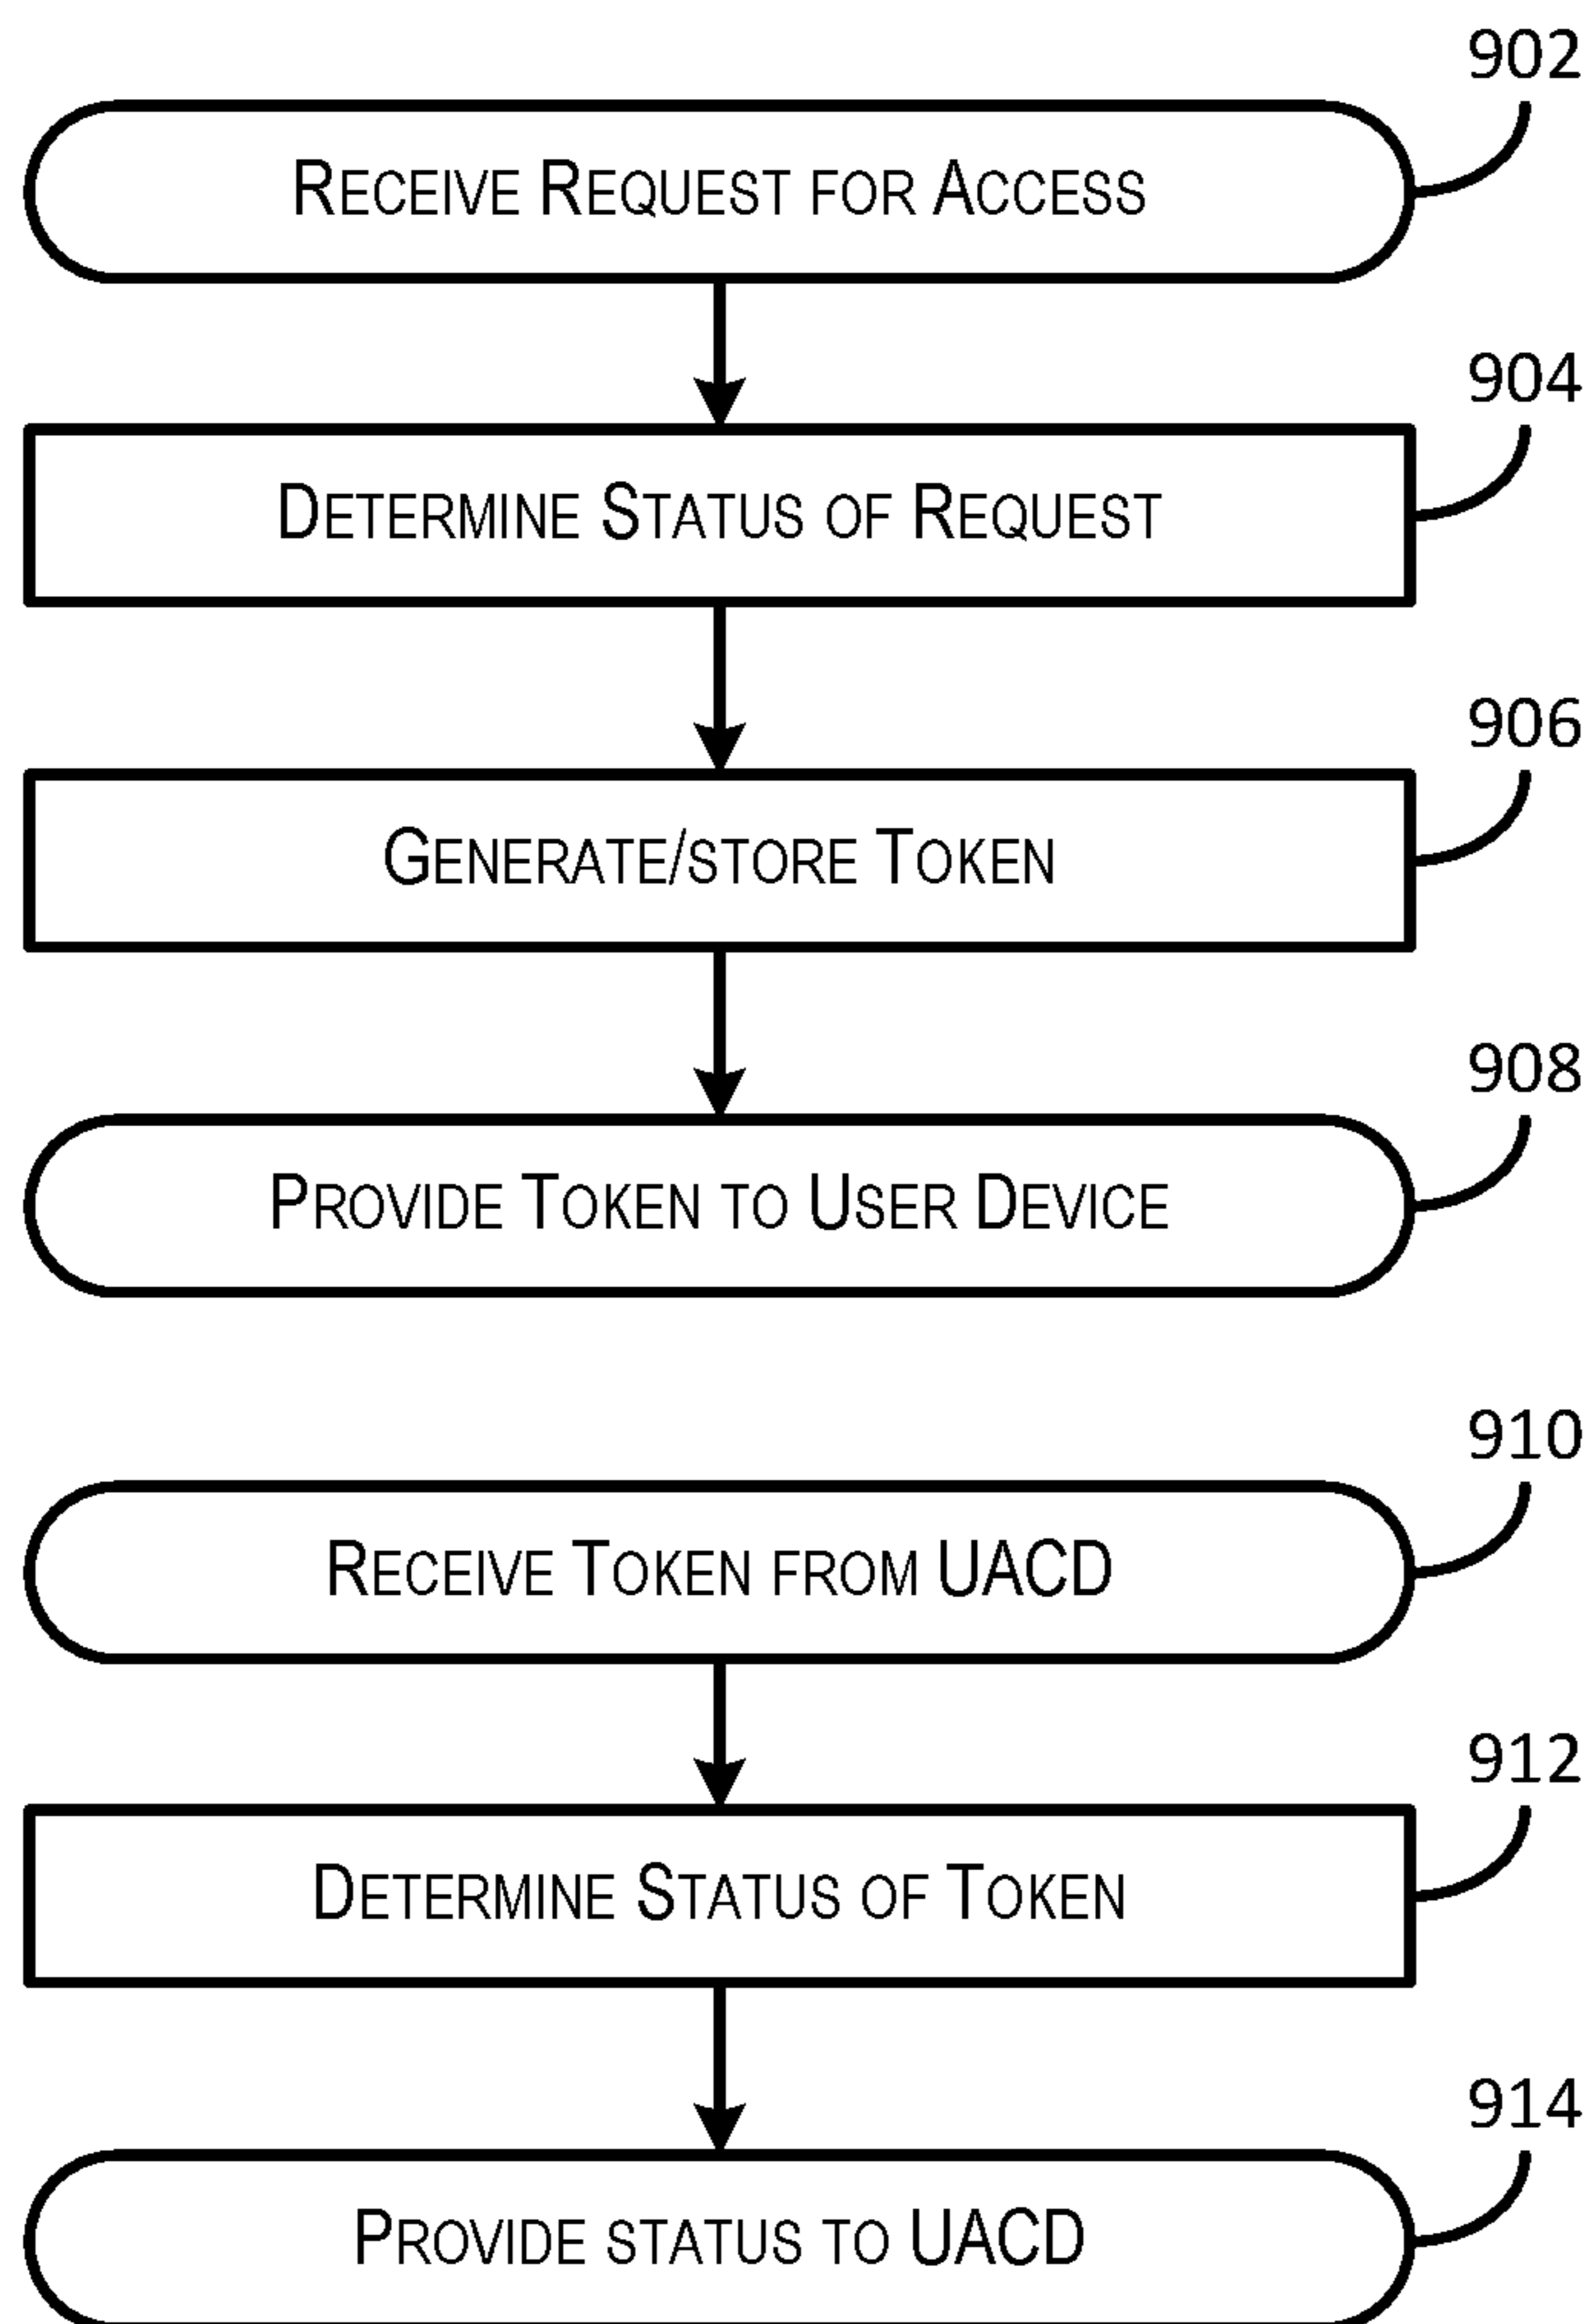 902
RECEIVE REQUEST FOR ACCESS
904
DETERMINE STATUS OF REQUEST
906
GENERATE/STORE TOKEN
908
PROVIDE TOKEN TO USER DEVICE
910
RECEIVE TOKEN FROM UACD
912
DETERMINE STATUS OF TOKEN
914
PROVIDE STATUS TO UACD